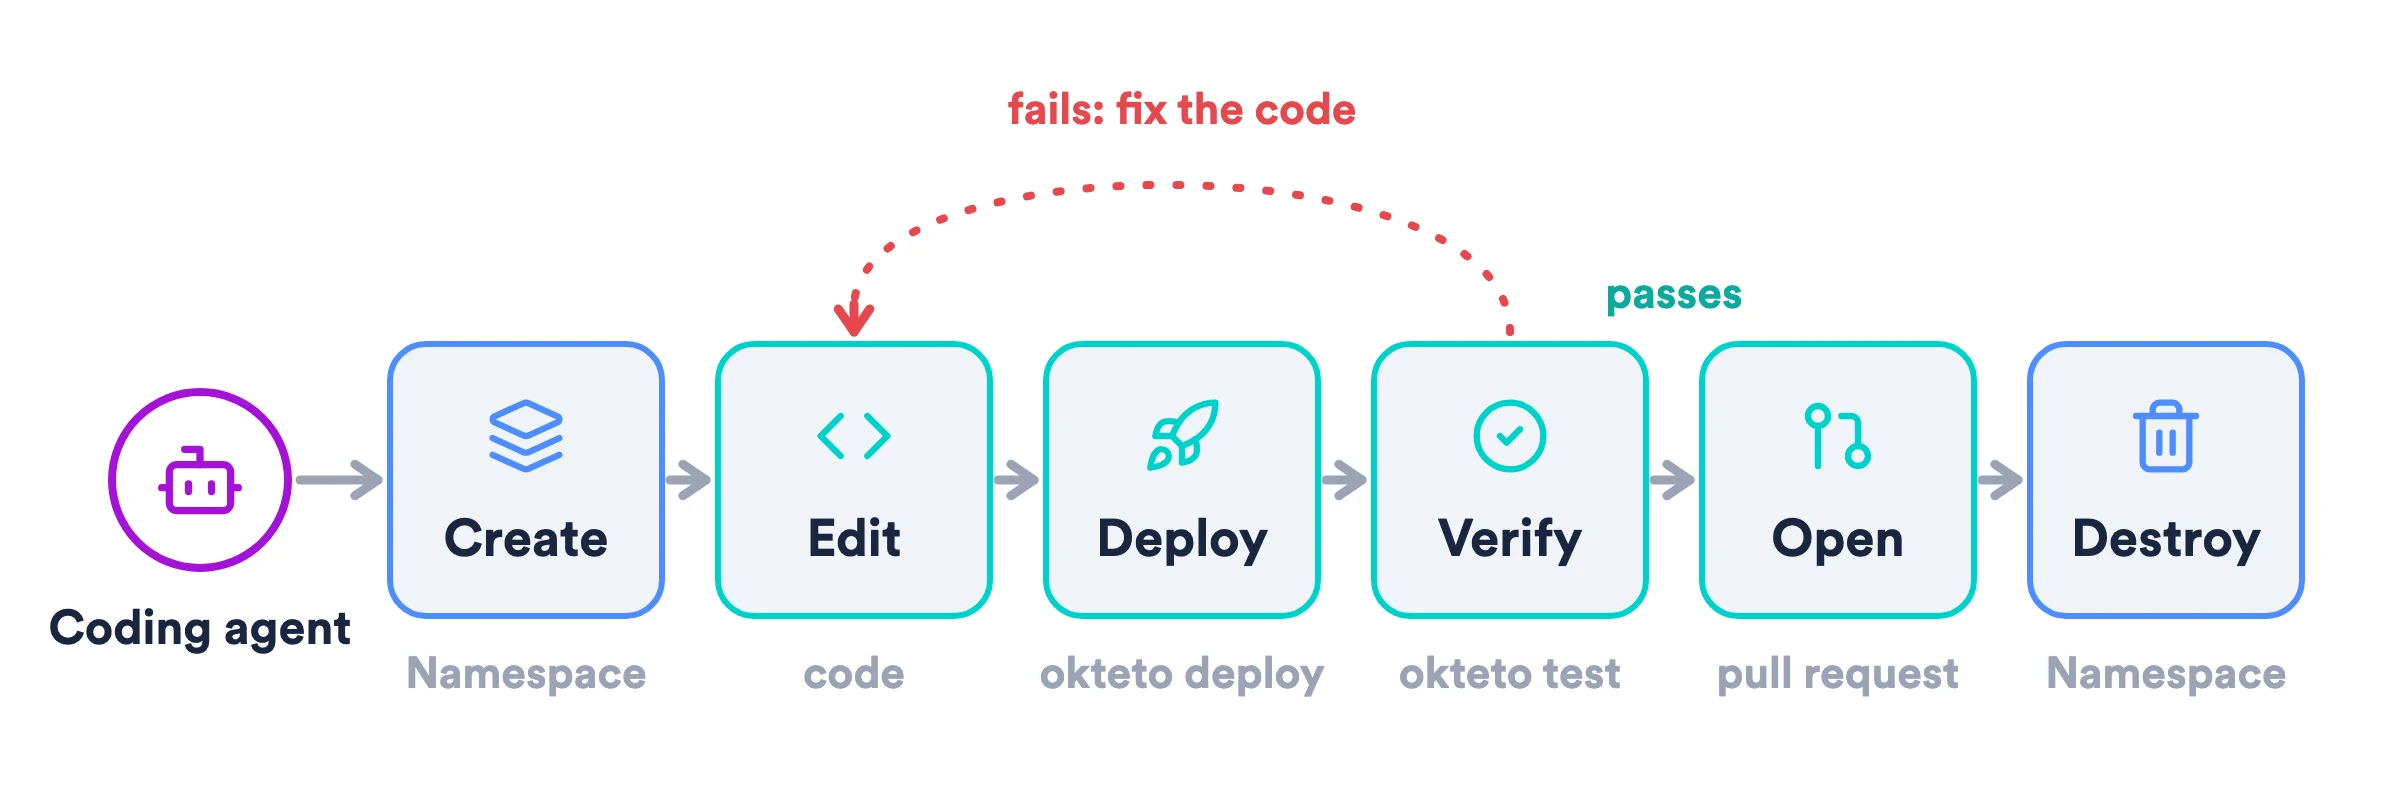 fails: fix the code
passes
Coding agent
Create
Namespace
Edit
code
Deploy
okteto deploy
Verify
okteto test
Open
pull request
Destroy
Namespace